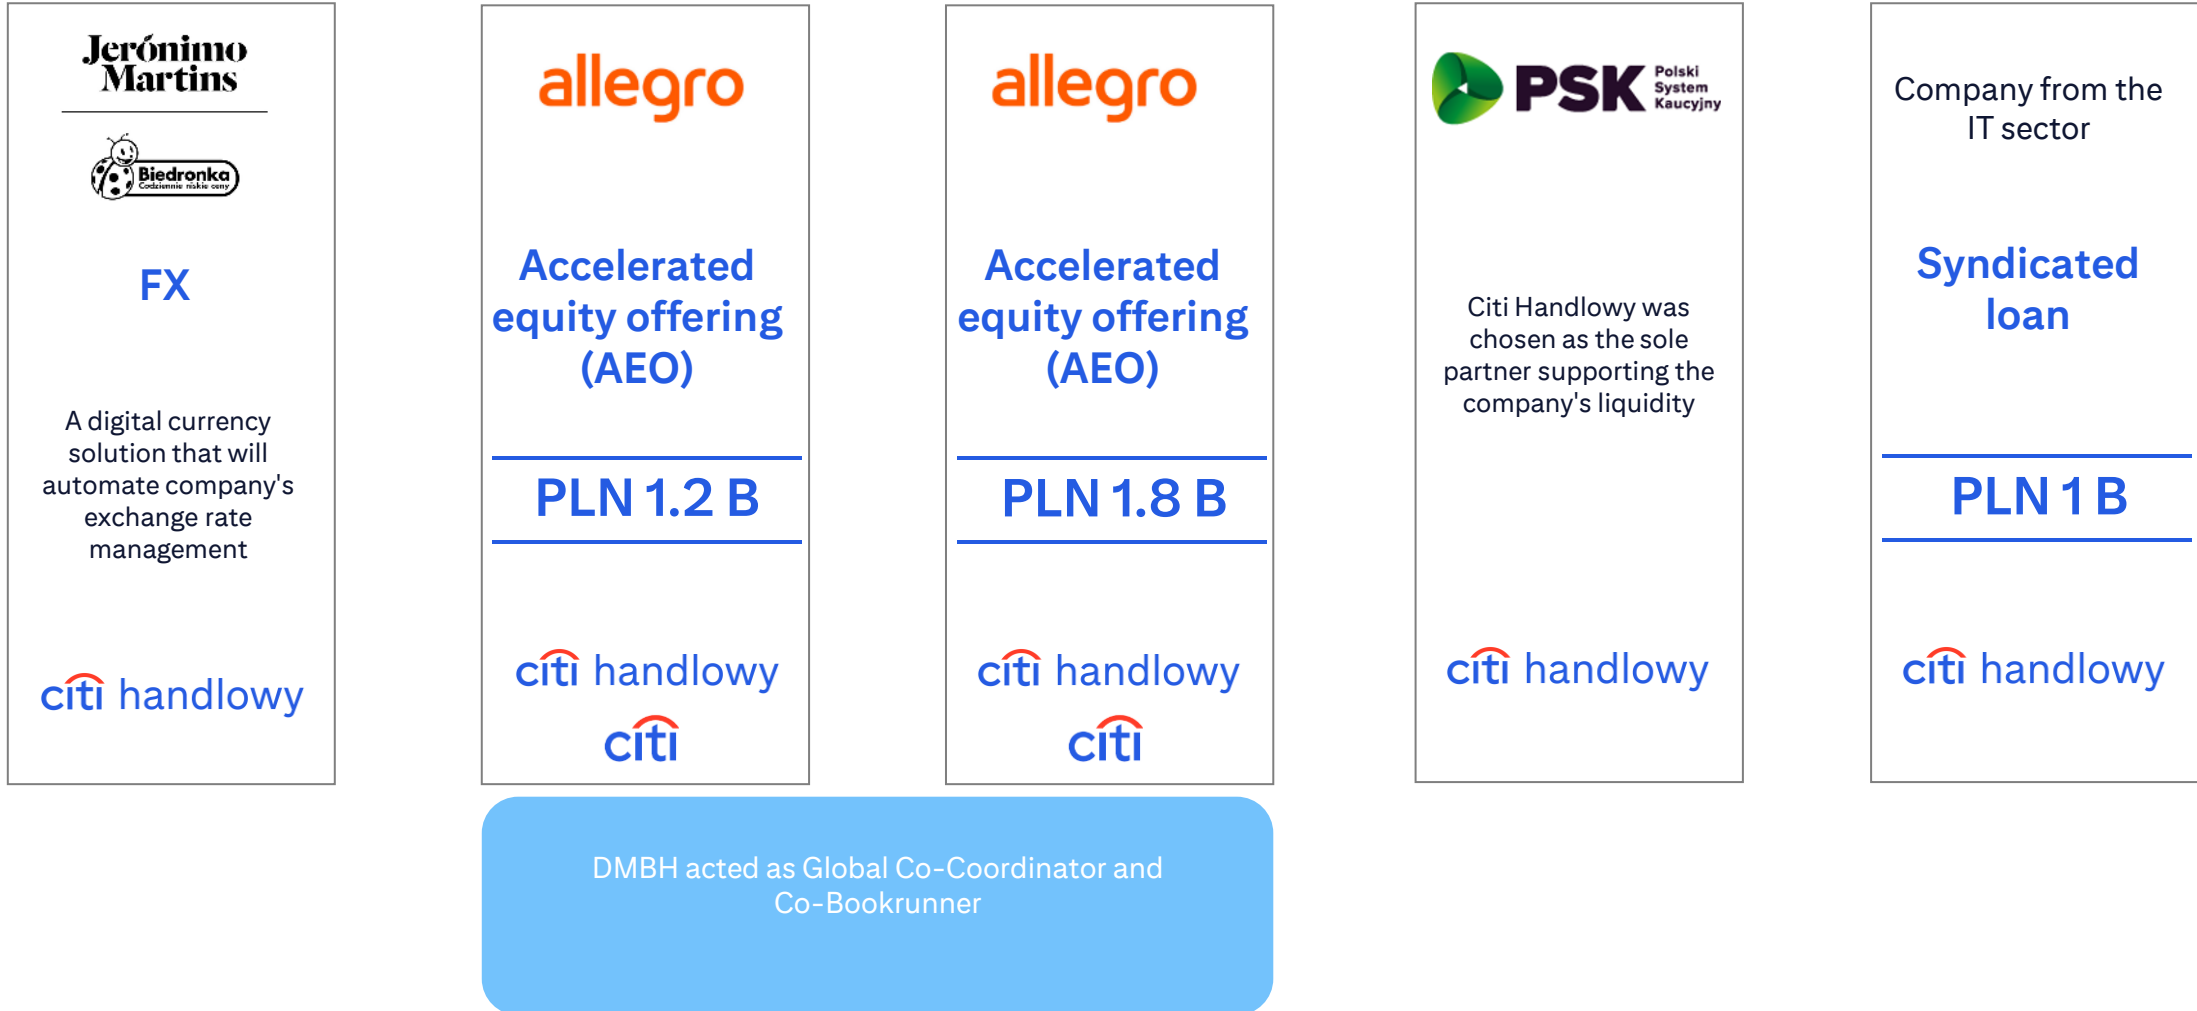 Jerónimo
Martins
Biedronka
Codziennie niskie ceny
FX
A digital currency
solution that will
automate company's
exchange rate
management
citi handlowy
allegro
Accelerated
equity offering
(AEO)
PLN 1.2 B
citi handlowy
citi
allegro
Accelerated
equity offering
(AEO)
PLN 1.8 B
citi handlowy
citi
DMBH acted as Global Co-Coordinator and
Co-Bookrunner
PSK
Polski
System
Kaucyjny
Citi Handlowy was
chosen as the sole
partner supporting the
company's liquidity
citi handlowy
Company from the
IT sector
Syndicated
loan
PLN 1 B
citi handlowy